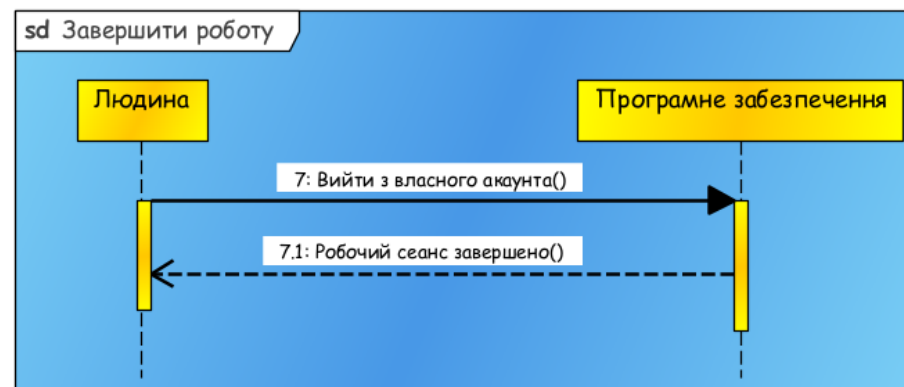 sd Завершити роботу
Людина
Програмне забезпечення
7: Вийти з власного акаунта()
7.1: Робочий сеанс завершено()